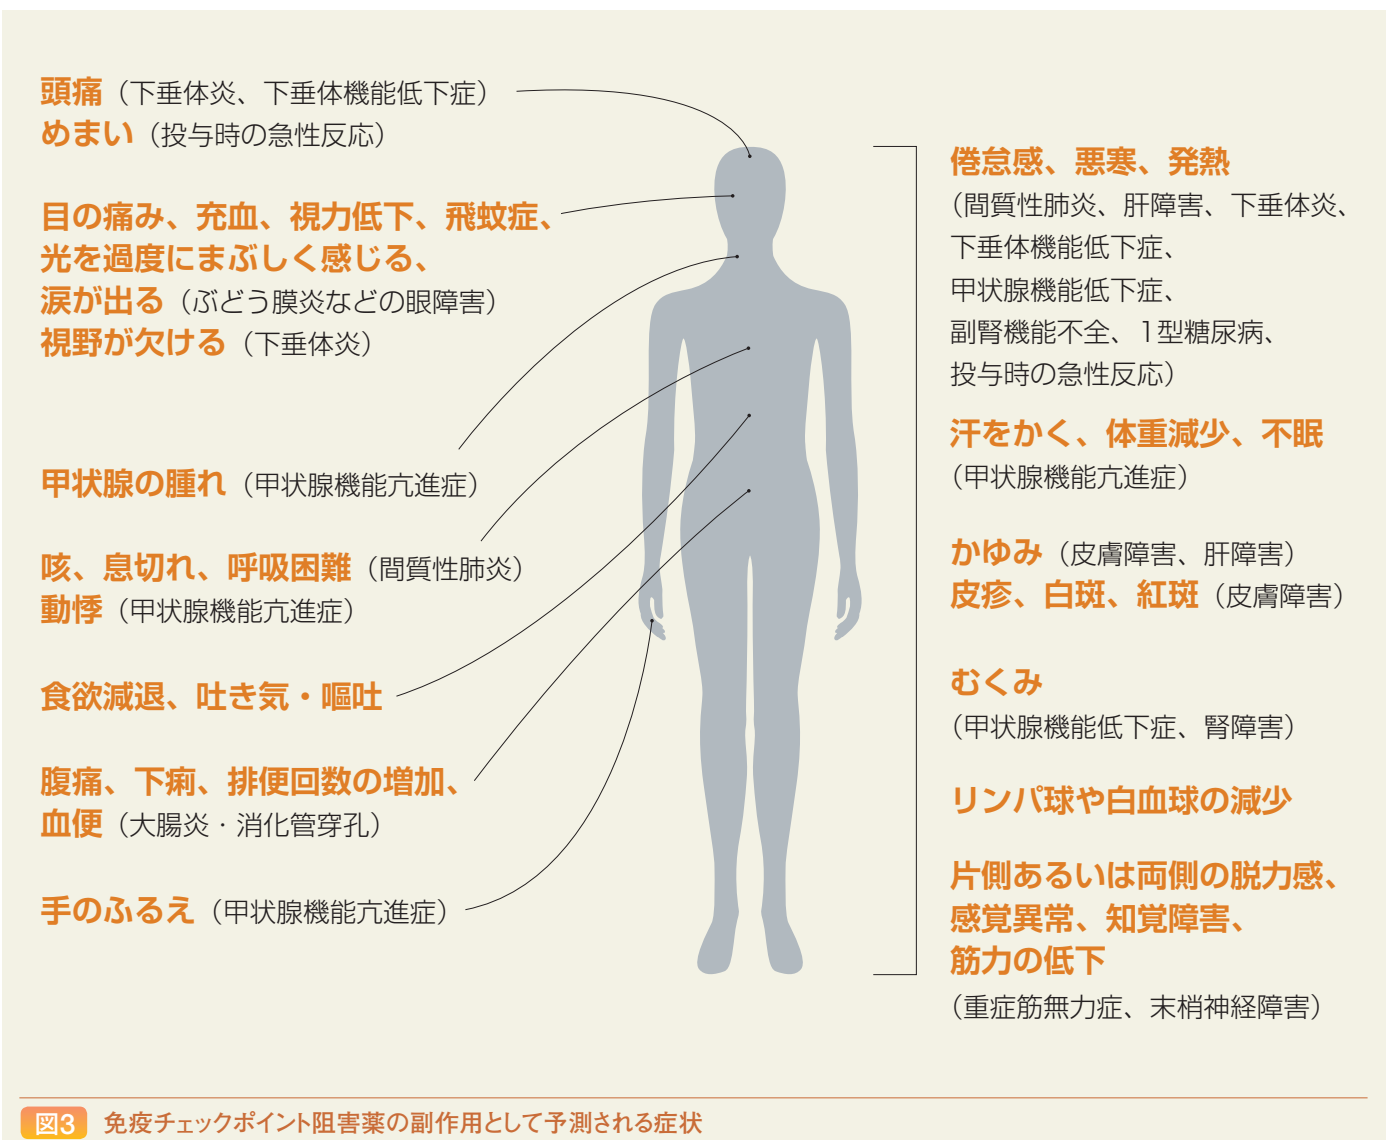 頭痛（下垂体炎、下垂体機能低下症）
めまい（投与時の急性反応）
目の痛み、充血、視力低下、飛蚊症、
光を過度にまぶしく感じる、
涙が出る（ぶどう膜炎などの眼障害）
視野が欠ける（下垂体炎）
甲状腺の腫れ（甲状腺機能亢進症）
咳、息切れ、呼吸困難（間質性肺炎）
動悸（甲状腺機能亢進症）
食欲減退、吐き気・嘔吐
腹痛、下痢、排便回数の増加、
血便（大腸炎・消化管穿孔）
手のふるえ（甲状腺機能亢進症）
倦怠感、悪寒、発熱
（間質性肺炎、肝障害、下垂体炎、
下垂体機能低下症、
甲状腺機能低下症、
副腎機能不全、1型糖尿病、
投与時の急性反応）
汗をかく、体重減少、不眠
（甲状腺機能亢進症）
かゆみ（皮膚障害、肝障害）
皮疹、白斑、紅斑（皮膚障害）
むくみ
（甲状腺機能低下症、腎障害）
リンパ球や白血球の減少
片側あるいは両側の脱力感、
感覚異常、知覚障害、
筋力の低下
（重症筋無力症、末梢神経障害）
図3 免疫チェックポイント阻害薬の副作用として予測される症状